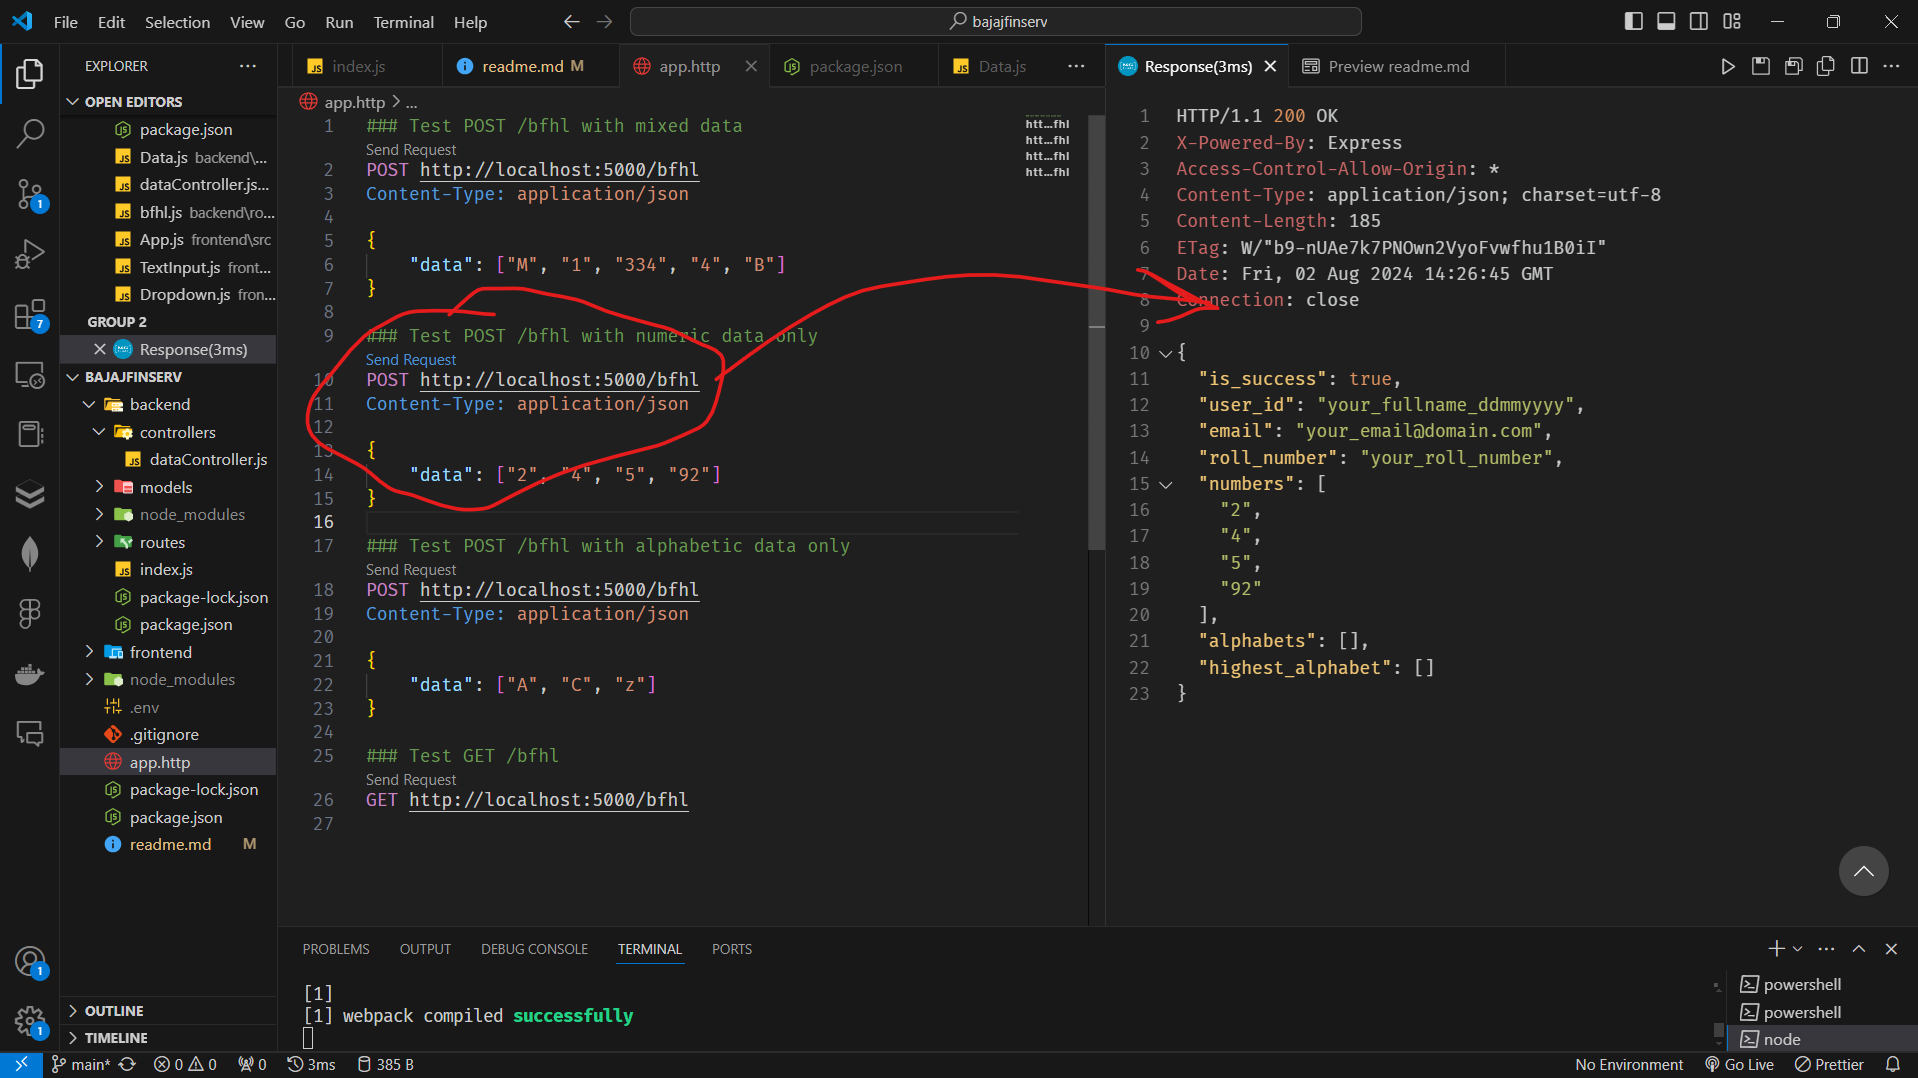 File Edit Selection View Go Run Terminal Help
bajajfinserv
EXPLORER
OPEN EDITORS
package.json
Data.js backend\...
dataController.js...
bfhl.js backend\ro...
App.js frontend\src
TextInput.js front...
Dropdown.js fron...
GROUP 2
Response(3ms)
BAJAJFINSERV
backend
controllers
dataController.js
models
node_modules
routes
index.js
package-lock.json
package.json
frontend
node_modules
.env
.gitignore
app.http
package-lock.json
package.json
readme.md M
OUTLINE
TIMELINE
1
7
1
1
index.js
readme.md M
app.http
package.json
Data.js
app.http > ...
1 ### Test POST /bfhl with mixed data
Send Request
2 POST http://localhost:5000/bfhl
3 Content-Type: application/json
4
5 {
6 "data": ["M", "1", "334", "4", "B"]
7 }
8
9 ### Test POST /bfhl with numeric data only
Send Request
10 POST http://localhost:5000/bfhl
11 Content-Type: application/json
12
13 {
14 "data": ["2", "4", "5", "92"]
15 }
16
17 ### Test POST /bfhl with alphabetic data only
Send Request
18 POST http://localhost:5000/bfhl
19 Content-Type: application/json
20
21 {
22 "data": ["A", "C", "z"]
23 }
24
25 ### Test GET /bfhl
Send Request
26 GET http://localhost:5000/bfhl
27
htt...fhl
htt...fhl
htt...fhl
htt...fhl
Response(3ms)
Preview readme.md
1 HTTP/1.1 200 OK
2 X-Powered-By: Express
3 Access-Control-Allow-Origin: *
4 Content-Type: application/json; charset=utf-8
5 Content-Length: 185
6 ETag: W/"b9-nUAe7k7PNOwn2VyoFvwfhu1B0iI"
7 Date: Fri, 02 Aug 2024 14:26:45 GMT
8 Connection: close
9
10 {
11 "is_success": true,
12 "user_id": "your_fullname_ddmmyyyy",
13 "email": "your_email@domain.com",
14 "roll_number": "your_roll_number",
15 "numbers": [
16 "2",
17 "4",
18 "5",
19 "92"
20 ],
21 "alphabets": [],
22 "highest_alphabet": []
23 }
PROBLEMS OUTPUT DEBUG CONSOLE TERMINAL PORTS
[1]
[1] webpack compiled successfully
powershell
powershell
node
main* 0 0 0 3ms 385 B
No Environment Go Live Prettier